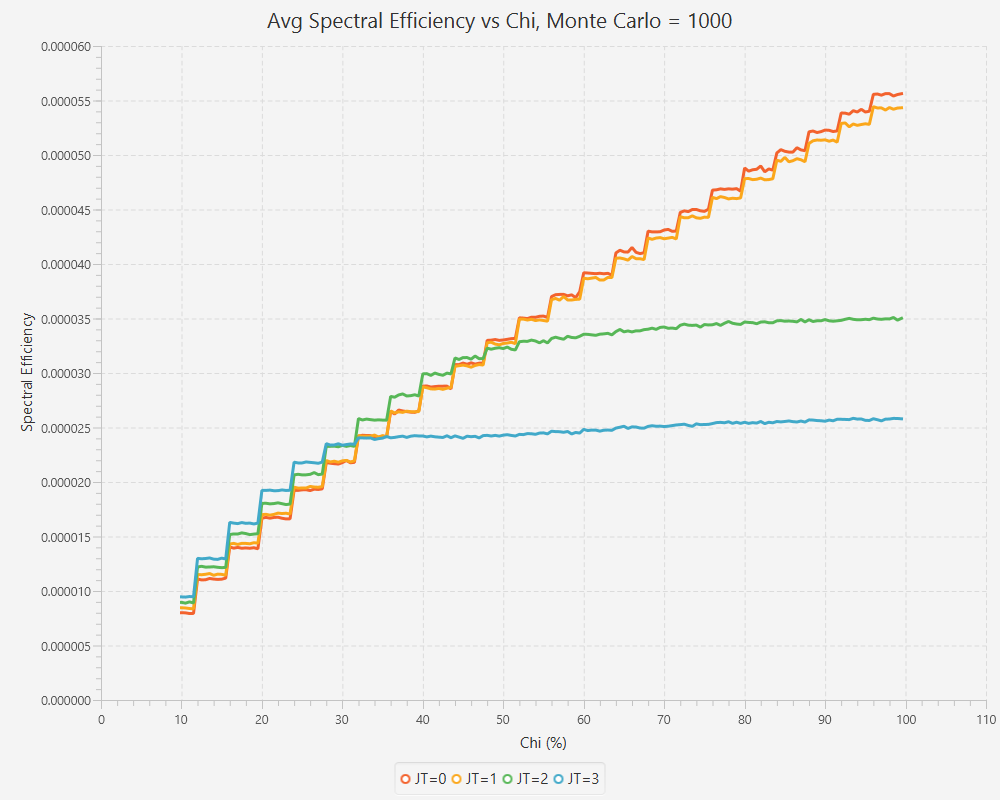 Avg Spectral Efficiency vs Chi, Monte Carlo = 1000
0.000060
0.000055
0.000050
0.000045
0.000040
0.000035
0.000030
0.000025
0.000020
0.000015
0.000010
0.000005
0.000000
Spectral Efficiency
0 10 20 30 40 50 60 70 80 90 100 110
Chi (%)
JT=0 JT=1 JT=2 JT=3